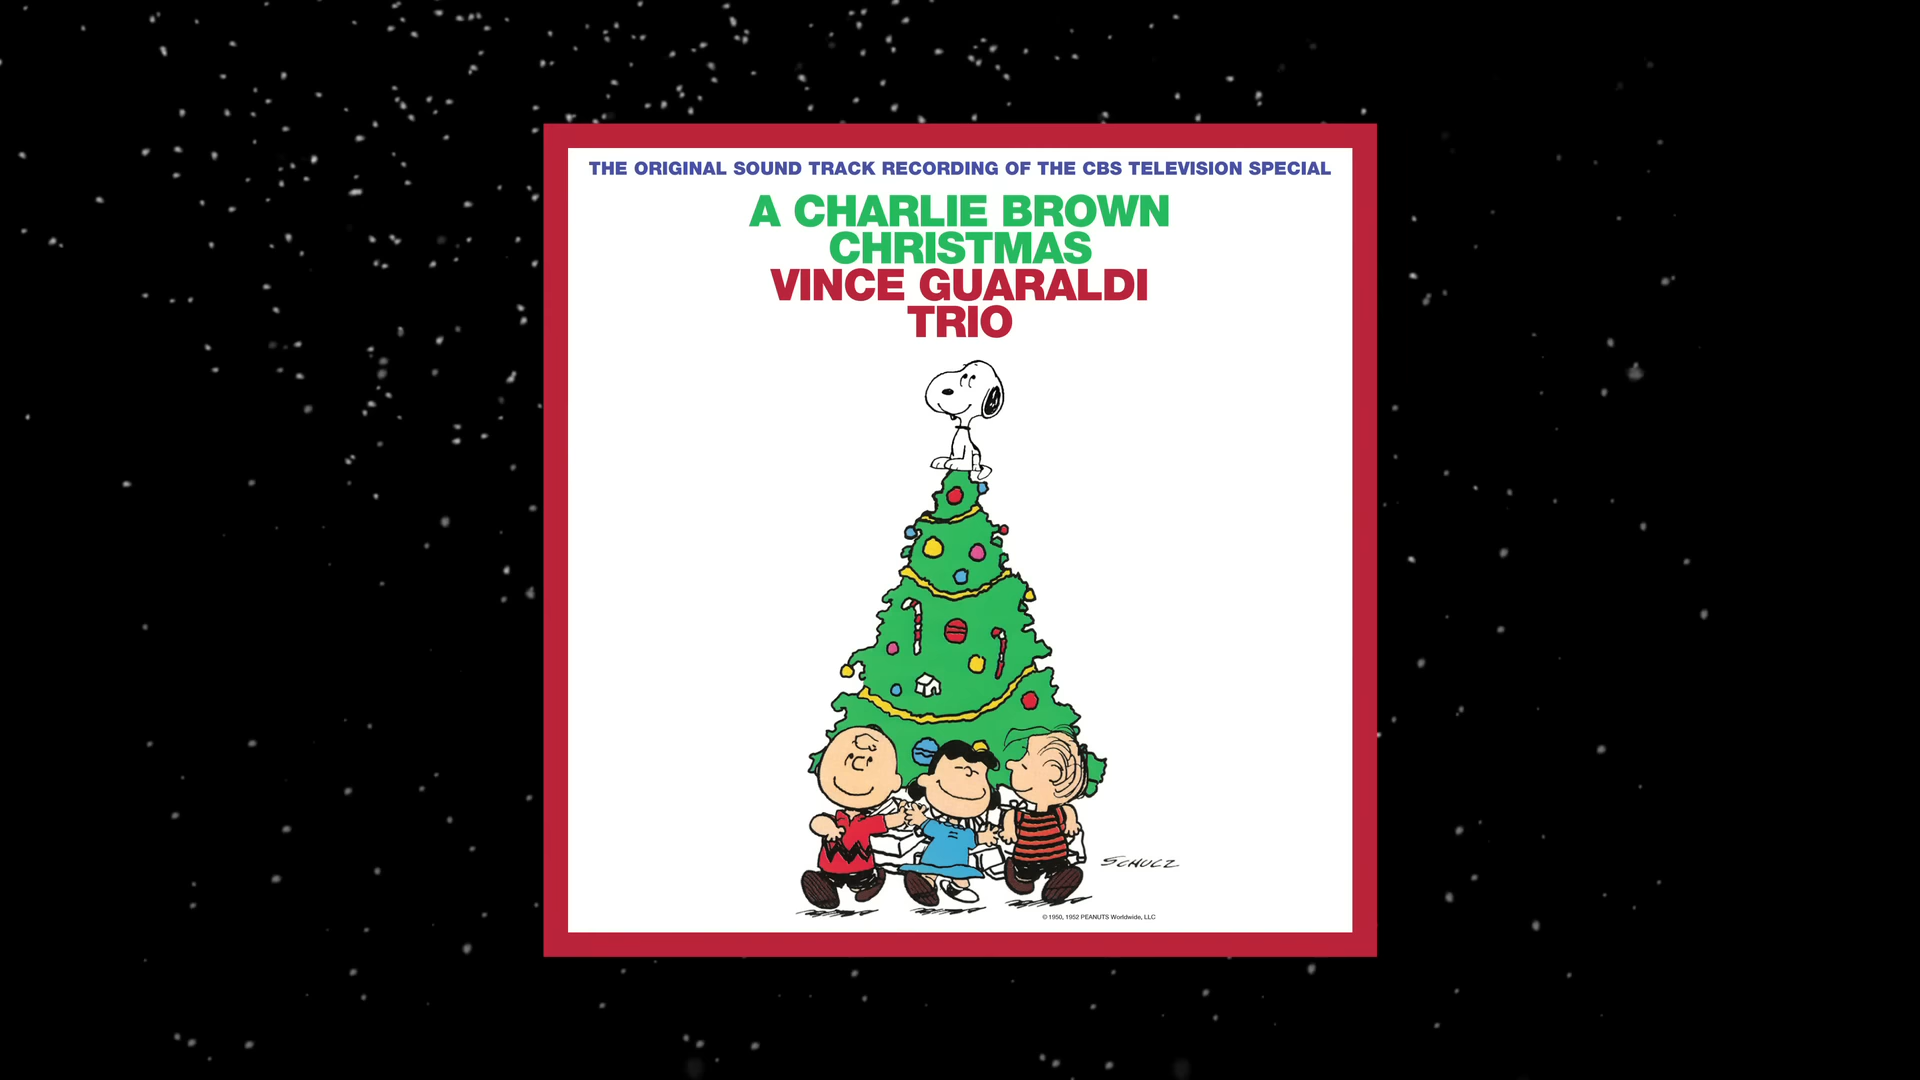 THE ORIGINAL SOUND TRACK RECORDING OF THE CBS TELEVISION SPECIAL
A CHARLIE BROWN
CHRISTMAS
VINCE GUARALDI
TRIO
SCHULZ
© 1950, 1952 PEANUTS Worldwide, LLC